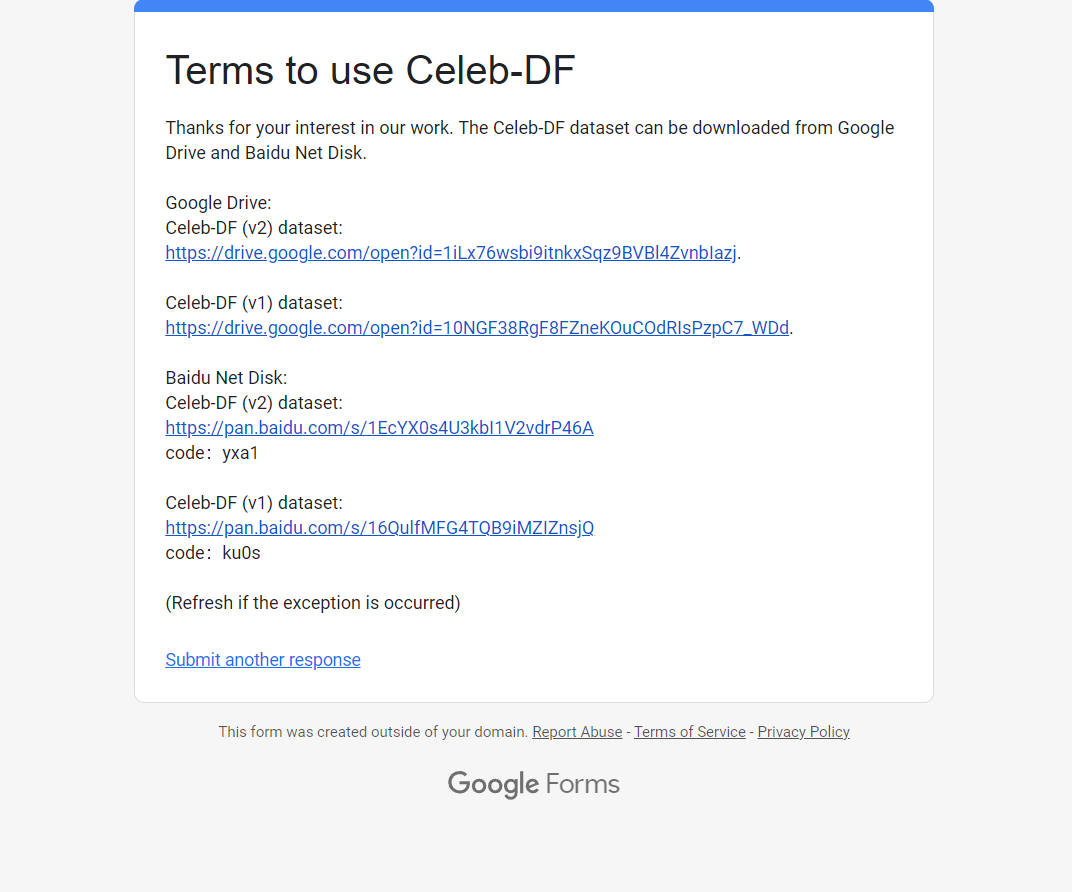 Terms to use Celeb-DF
Thanks for your interest in our work. The Celeb-DF dataset can be downloaded from Google
Drive and Baidu Net Disk.
Google Drive:
Celeb-DF (v2) dataset:
https://drive.google.com/open?id=1iLx76wsbi9itnkxSqz9BVBl4ZvnbIazj.
Celeb-DF (v1) dataset:
https://drive.google.com/open?id=10NGF38RgF8FZneKOuCOdRIsPzpC7_WDd.
Baidu Net Disk:
Celeb-DF (v2) dataset:
https://pan.baidu.com/s/1EcYX0s4U3kbI1V2vdrP46A
code：yxa1
Celeb-DF (v1) dataset:
https://pan.baidu.com/s/16QulfMFG4TQB9iMZIZnsjQ
code：ku0s
(Refresh if the exception is occurred)
Submit another response
This form was created outside of your domain. Report Abuse - Terms of Service - Privacy Policy
Google Forms